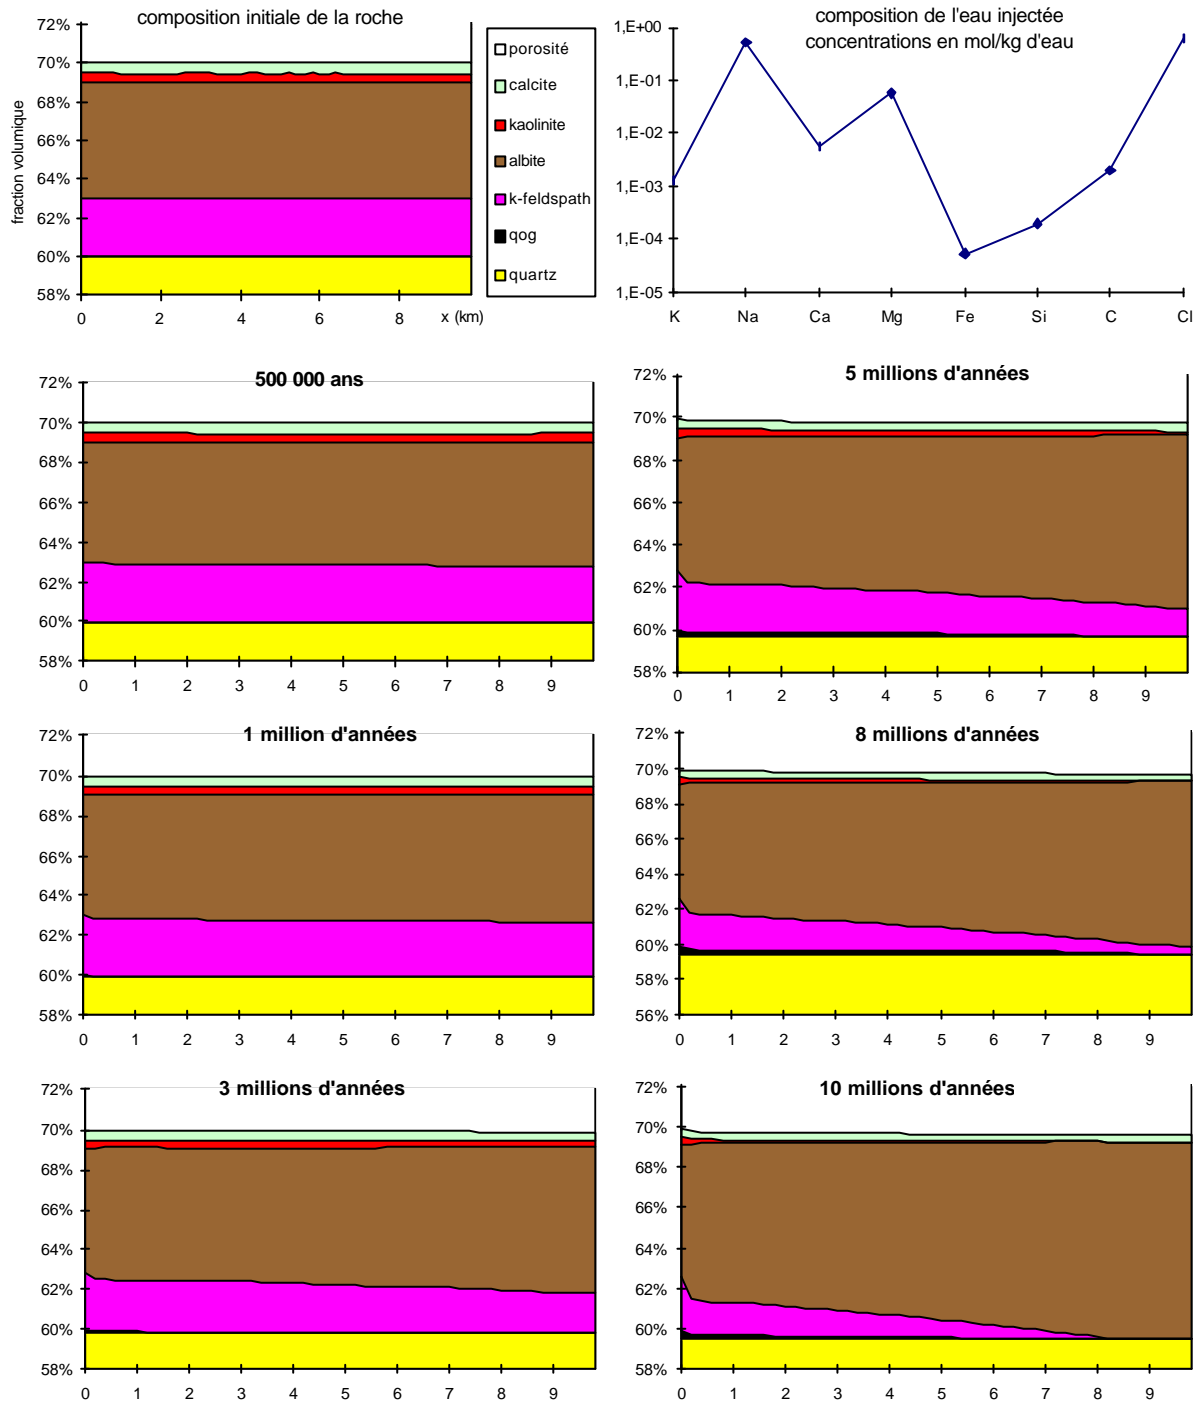 composition initiale de la roche
72%
70%
68%
66%
64%
62%
60%
58%
fraction volumique
0 2 4 6 8 x (km)
porosité
calcite
kaolinite
albite
k-feldspath
qog
quartz
composition de l'eau injectée
concentrations en mol/kg d'eau
1,E+00
1,E-01
1,E-02
1,E-03
1,E-04
1,E-05
K Na Ca Mg Fe Si C Cl
500 000 ans
72%
70%
68%
66%
64%
62%
60%
58%
0 1 2 3 4 5 6 7 8 9
5 millions d'années
72%
70%
68%
66%
64%
62%
60%
58%
0 1 2 3 4 5 6 7 8 9
1 million d'années
72%
70%
68%
66%
64%
62%
60%
58%
0 1 2 3 4 5 6 7 8 9
8 millions d'années
72%
70%
68%
66%
64%
62%
60%
58%
56%
0 1 2 3 4 5 6 7 8 9
3 millions d'années
72%
70%
68%
66%
64%
62%
60%
58%
0 1 2 3 4 5 6 7 8 9
10 millions d'années
72%
70%
68%
66%
64%
62%
60%
58%
0 1 2 3 4 5 6 7 8 9